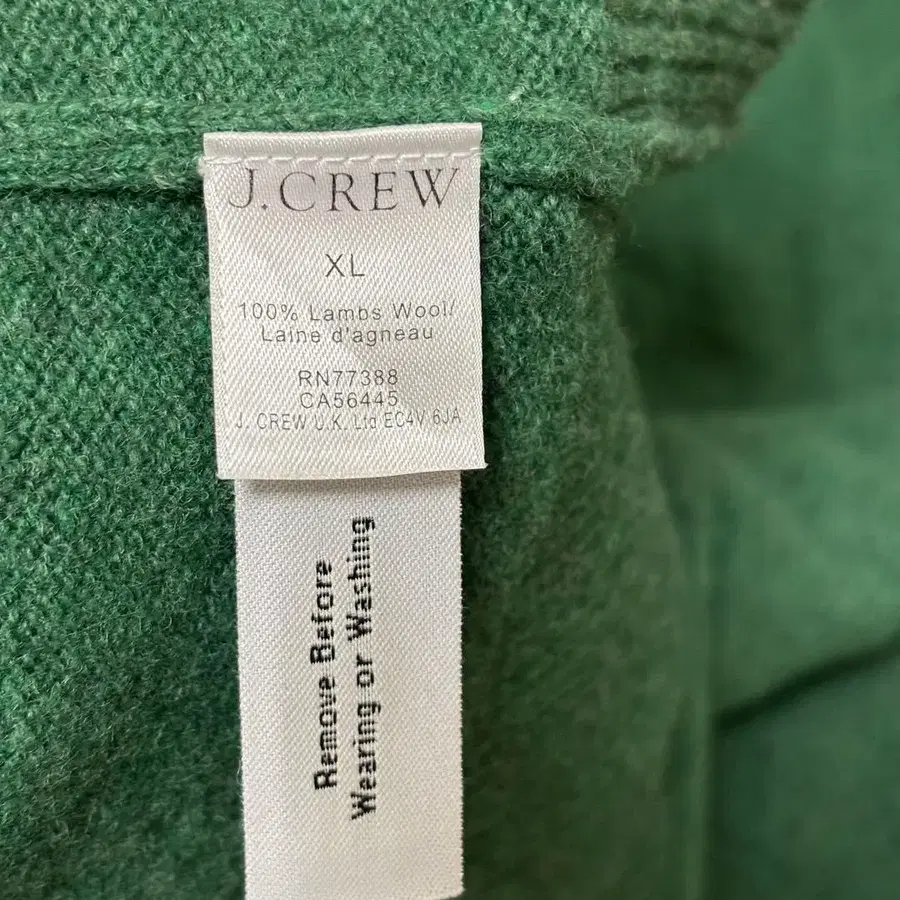 J.CREW
XL
100% Lambs Wool/
Laine d'agneau
RN77388
CA56445
J. CREW U.K. Ltd EC4V 6JA
Remove Before
Wearing or Washing